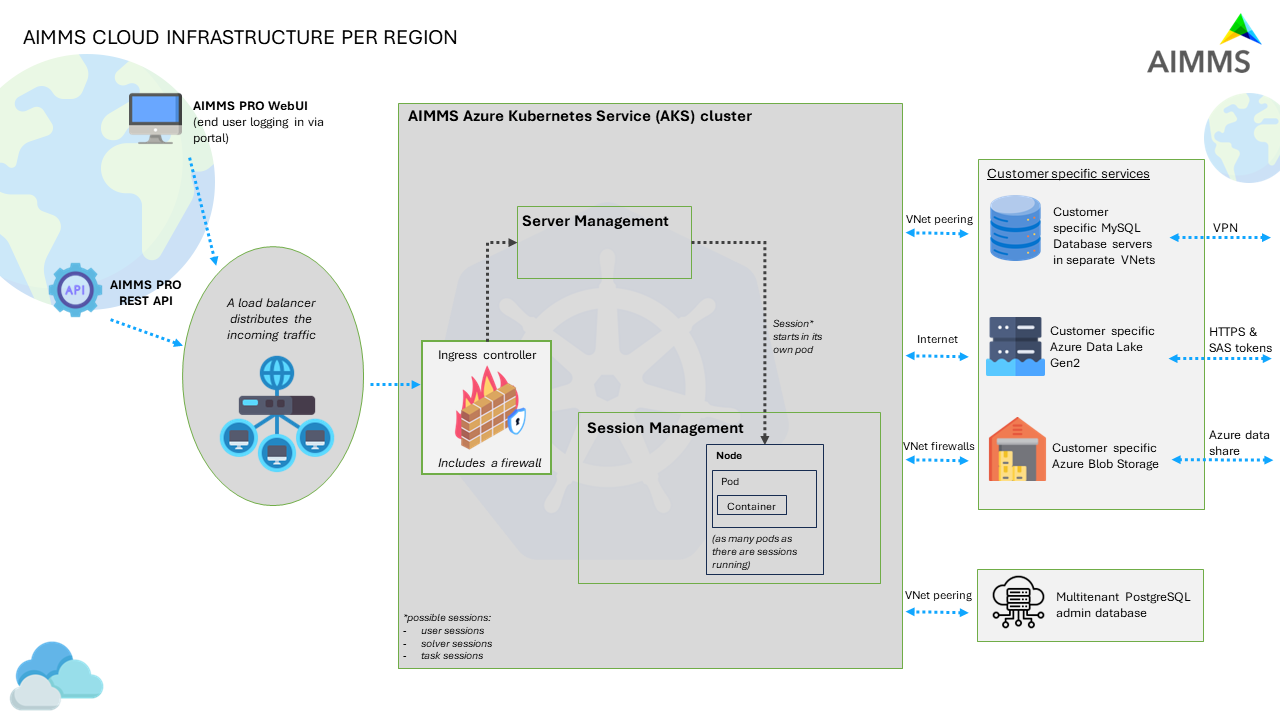 AIMMS CLOUD INFRASTRUCTURE PER REGION
AIMMS
AIMMS PRO WebUI
(end user logging in via
portal)
API
AIMMS PRO
REST API
A load balancer
distributes the
incoming traffic
AIMMS Azure Kubernetes Service (AKS) cluster
Server Management
Ingress controller
Includes a firewall
Session*
starts in its
own pod
Session Management
Node
Pod
Container
(as many pods as
there are sessions
running)
*possible sessions:
- user sessions
- solver sessions
- task sessions
VNet peering
Internet
VNet firewalls
VNet peering
Customer specific services
Customer
specific MySQL
Database servers
in separate VNets
Customer specific
Azure Data Lake
Gen2
Customer specific
Azure Blob Storage
VPN
HTTPS &
SAS tokens
Azure data
share
Multitenant PostgreSQL
admin database